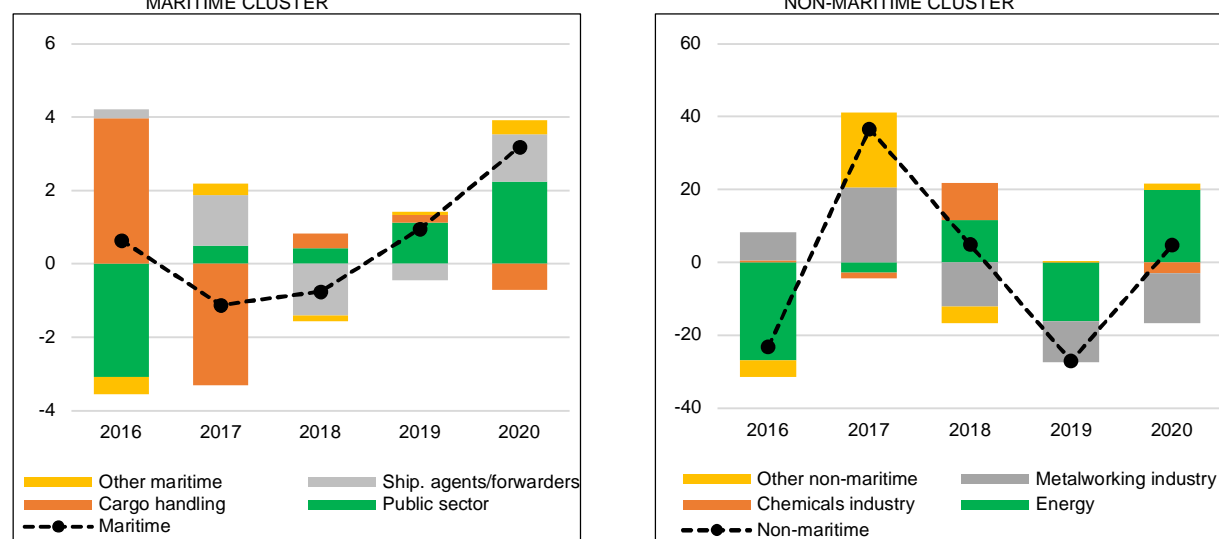 MARITIME CLUSTER
6
4
2
0
-2
-4
2016 2017 2018 2019 2020
Other maritime Ship. agents/forwarders
Cargo handling Public sector
Maritime
NON-MARITIME CLUSTER
60
40
20
0
-20
-40
2016 2017 2018 2019 2020
Other non-maritime Metalworking industry
Chemicals industry Energy
Non-maritime